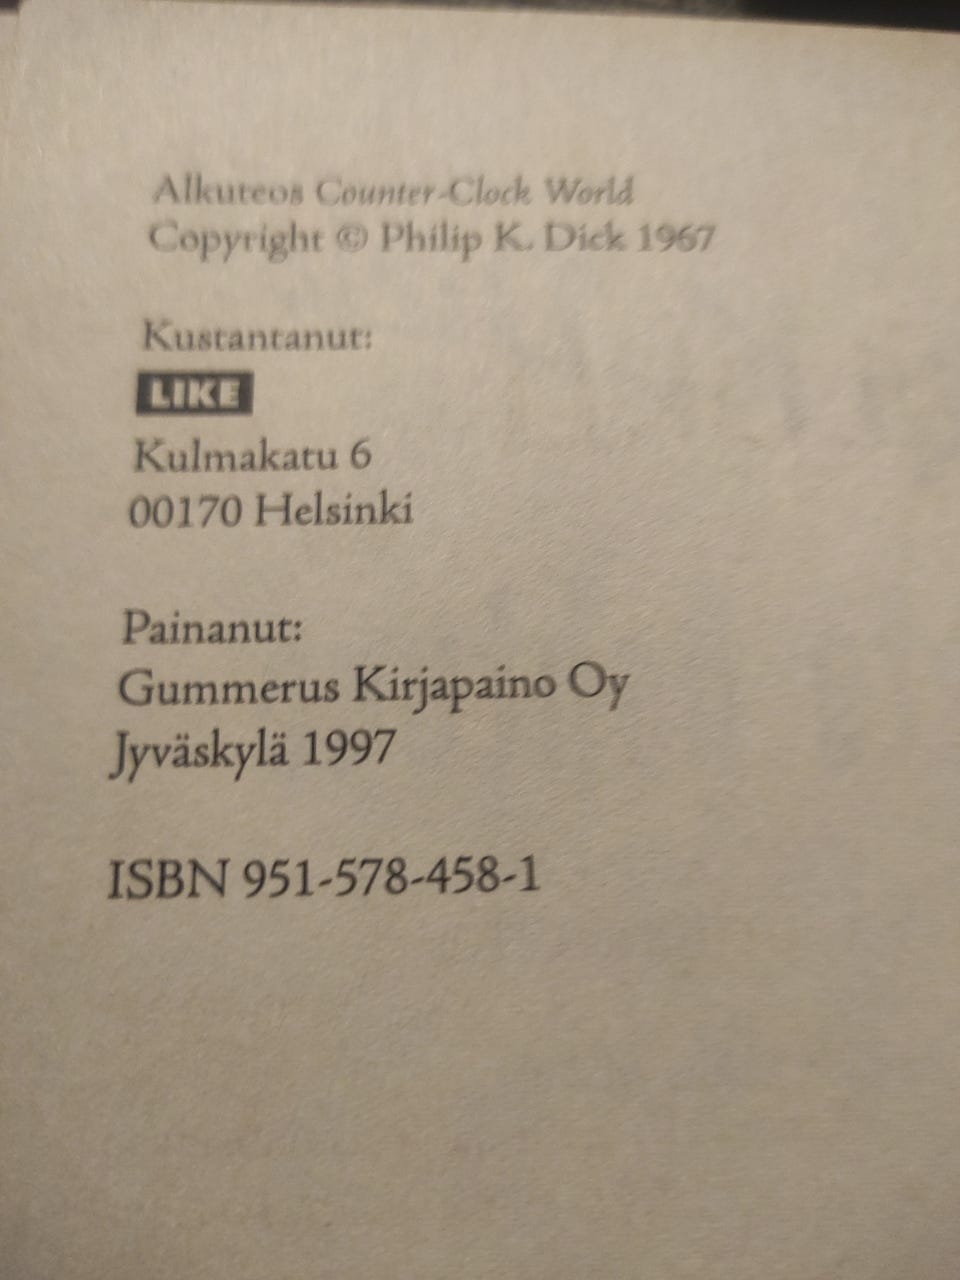 Alkuteos Counter-Clock World
Copyright © Philip K. Dick 1967
Kustantanut:
LIKE
Kulmakatu 6
00170 Helsinki
Painanut:
Gummerus Kirjapaino Oy
Jyväskylä 1997
ISBN 951-578-458-1